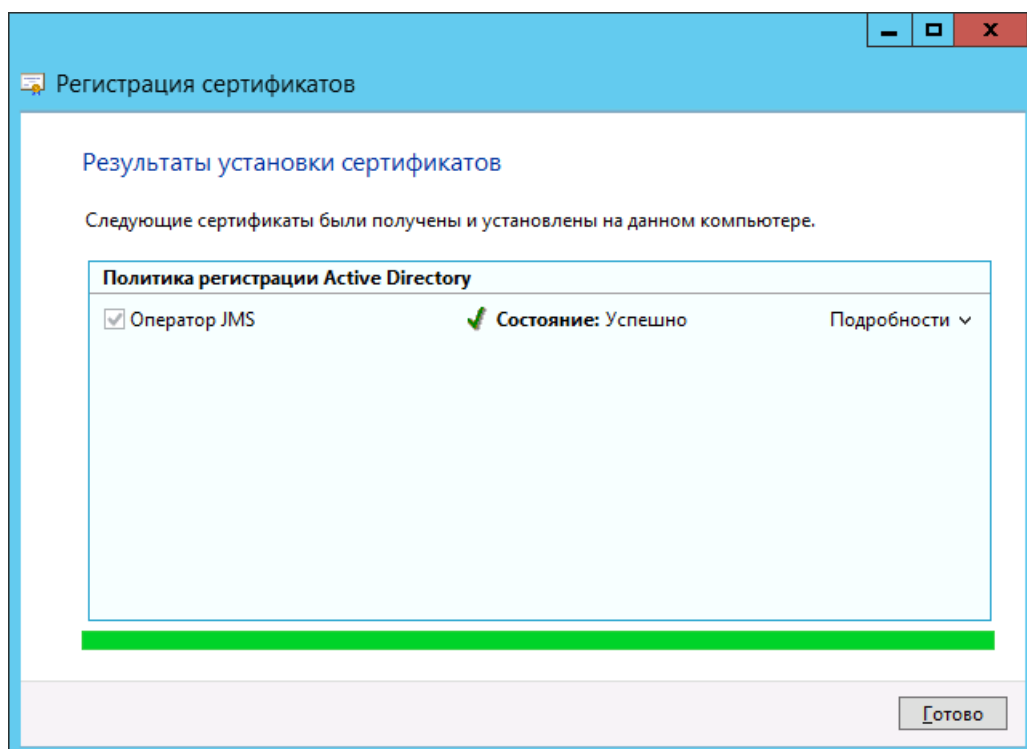 Регистрация сертификатов
Результаты установки сертификатов
Следующие сертификаты были получены и установлены на данном компьютере.
Политика регистрации Active Directory
Оператор JMS Состояние: Успешно Подробности
Готово